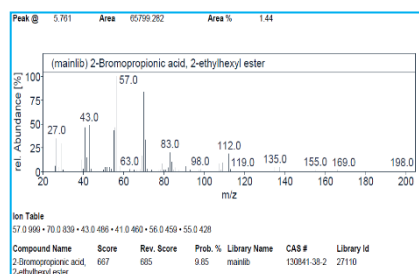 Peak @ 5.761 Area 65799.282 Area % 1.44
(mainlib) 2-Bromopropionic acid, 2-ethylhexyl ester
rel. Abundance [%]
100
75
50
25
0
57.0
43.0
27.0
63.0
83.0
98.0
112.0
119.0
135.0
155.0
169.0
198.0
20 40 60 80 100 120 140 160 180 200
m/z
Ion Table
57.0 999 • 70.0 839 • 43.0 486 • 41.0 460 • 56.0 459 • 55.0 428
Compound Name Score Rev. Score Prob. % Library Name CAS # Library Id
2-Bromopropionic acid, 667 685 9.85 mainlib 130841-38-2 27110
2-ethylhexyl ester